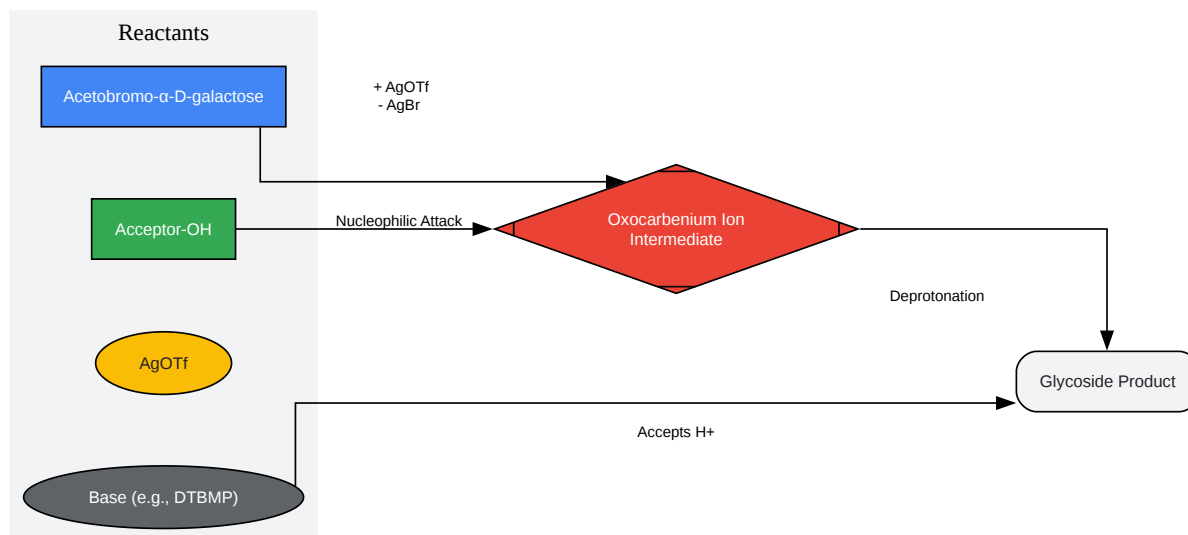 Reactants
Acetobromo-α-D-galactose
+ AgOTf
- AgBr
Acceptor-OH
Nucleophilic Attack
Oxocarbenium Ion
Intermediate
Deprotonation
AgOTf
Glycoside Product
Accepts H+
Base (e.g., DTBMP)